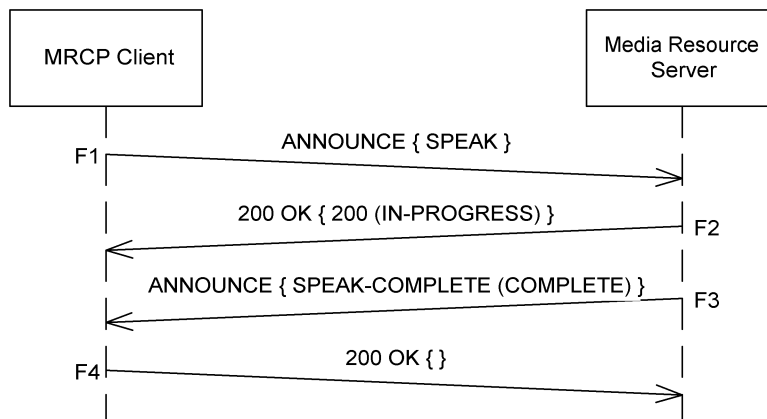 MRCP Client
Media Resource
Server
ANNOUNCE { SPEAK }
F1
200 OK { 200 (IN-PROGRESS) }
F2
ANNOUNCE { SPEAK-COMPLETE (COMPLETE) }
F3
200 OK { }
F4